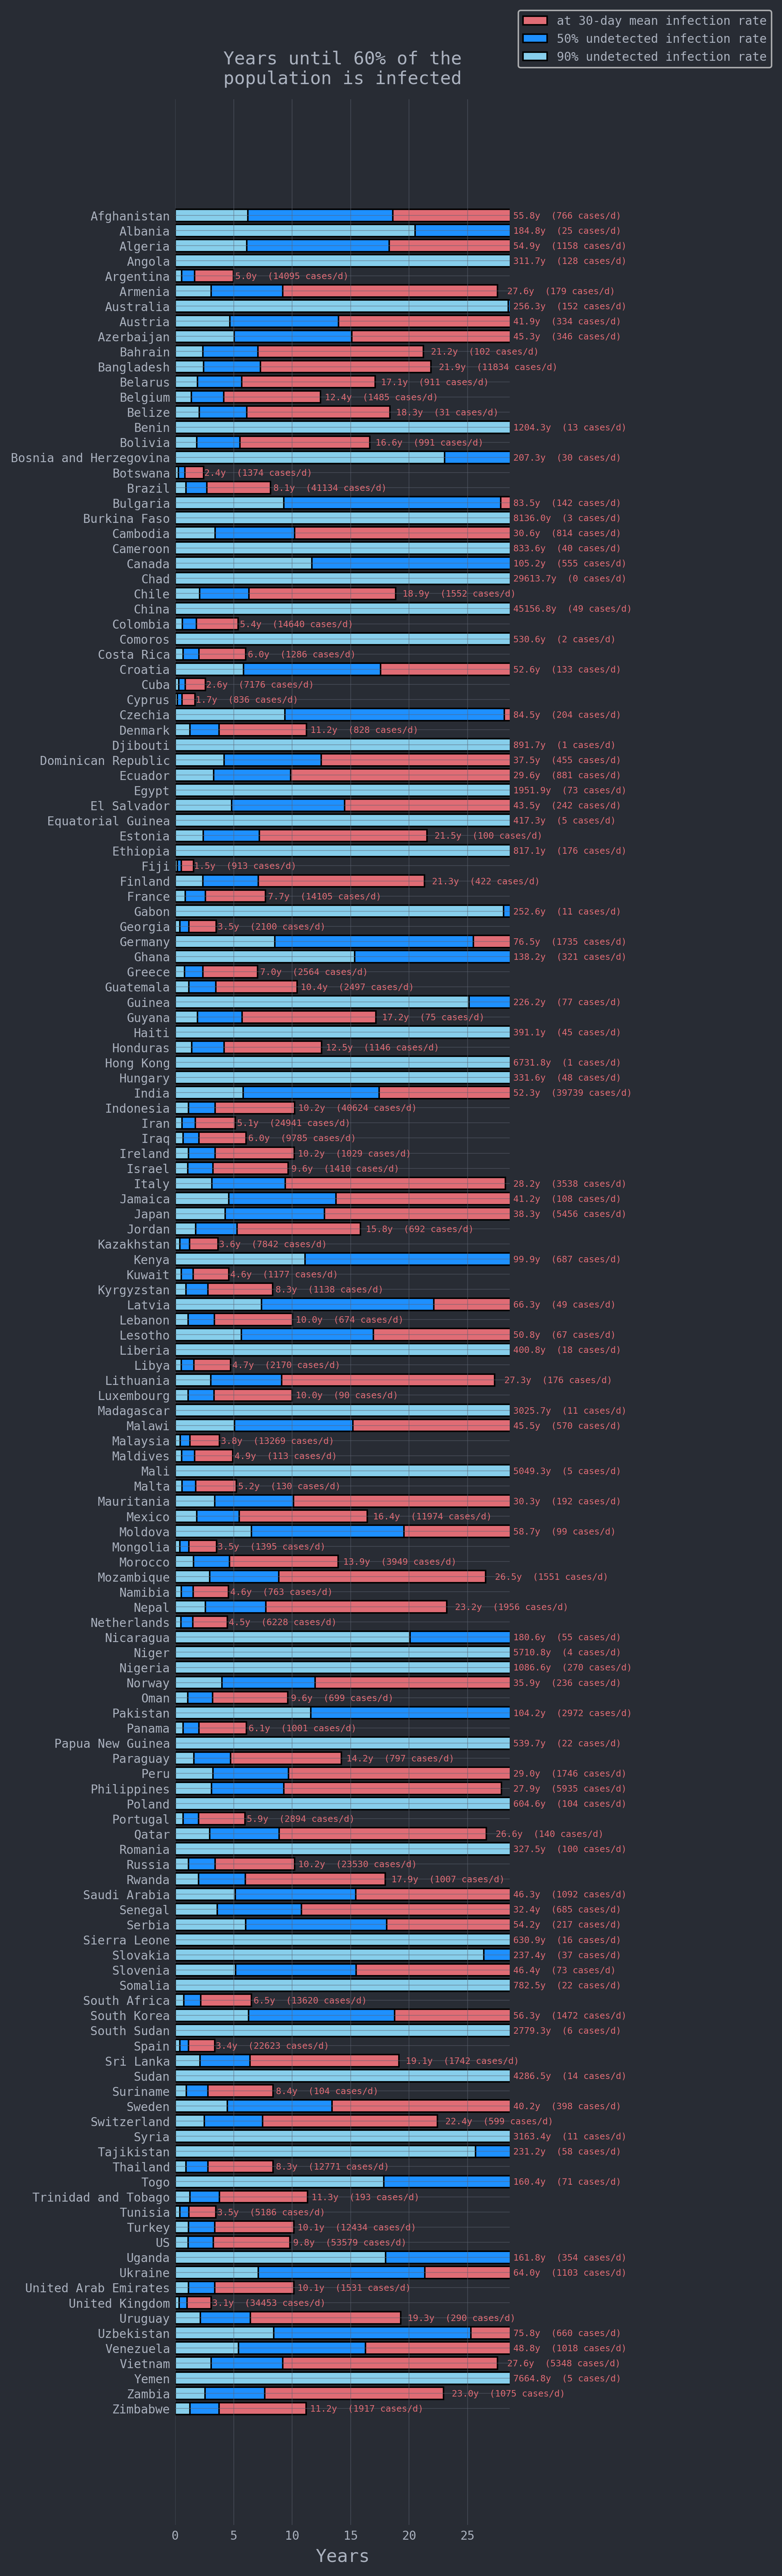 at 30-day mean infection rate
50% undetected infection rate
90% undetected infection rate
Years until 60% of the
population is infected
Afghanistan 55.8y (766 cases/d)
Albania 184.8y (25 cases/d)
Algeria 54.9y (1158 cases/d)
Angola 311.7y (128 cases/d)
Argentina 5.0y (14095 cases/d)
Armenia 27.6y (179 cases/d)
Australia 256.3y (152 cases/d)
Austria 41.9y (334 cases/d)
Azerbaijan 45.3y (346 cases/d)
Bahrain 21.2y (102 cases/d)
Bangladesh 21.9y (11834 cases/d)
Belarus 17.1y (911 cases/d)
Belgium 12.4y (1485 cases/d)
Belize 18.3y (31 cases/d)
Benin 1204.3y (13 cases/d)
Bolivia 16.6y (991 cases/d)
Bosnia and Herzegovina 207.3y (30 cases/d)
Botswana 2.4y (1374 cases/d)
Brazil 8.1y (41134 cases/d)
Bulgaria 83.5y (142 cases/d)
Burkina Faso 8136.0y (3 cases/d)
Cambodia 30.6y (814 cases/d)
Cameroon 833.6y (40 cases/d)
Canada 105.2y (555 cases/d)
Chad 29613.7y (0 cases/d)
Chile 18.9y (1552 cases/d)
China 45156.8y (49 cases/d)
Colombia 5.4y (14640 cases/d)
Comoros 530.6y (2 cases/d)
Costa Rica 6.0y (1286 cases/d)
Croatia 52.6y (133 cases/d)
Cuba 2.6y (7176 cases/d)
Cyprus 1.7y (836 cases/d)
Czechia 84.5y (204 cases/d)
Denmark 11.2y (828 cases/d)
Djibouti 891.7y (1 cases/d)
Dominican Republic 37.5y (455 cases/d)
Ecuador 29.6y (881 cases/d)
Egypt 1951.9y (73 cases/d)
El Salvador 43.5y (242 cases/d)
Equatorial Guinea 417.3y (5 cases/d)
Estonia 21.5y (100 cases/d)
Ethiopia 817.1y (176 cases/d)
Fiji 1.5y (913 cases/d)
Finland 21.3y (422 cases/d)
France 7.7y (14105 cases/d)
Gabon 252.6y (11 cases/d)
Georgia 3.5y (2100 cases/d)
Germany 76.5y (1735 cases/d)
Ghana 138.2y (321 cases/d)
Greece 7.0y (2564 cases/d)
Guatemala 10.4y (2497 cases/d)
Guinea 226.2y (77 cases/d)
Guyana 17.2y (75 cases/d)
Haiti 391.1y (45 cases/d)
Honduras 12.5y (1146 cases/d)
Hong Kong 6731.8y (1 cases/d)
Hungary 331.6y (48 cases/d)
India 52.3y (39739 cases/d)
Indonesia 10.2y (40624 cases/d)
Iran 5.1y (24941 cases/d)
Iraq 6.0y (9785 cases/d)
Ireland 10.2y (1029 cases/d)
Israel 9.6y (1410 cases/d)
Italy 28.2y (3538 cases/d)
Jamaica 41.2y (108 cases/d)
Japan 38.3y (5456 cases/d)
Jordan 15.8y (692 cases/d)
Kazakhstan 3.6y (7842 cases/d)
Kenya 99.9y (687 cases/d)
Kuwait 4.6y (1177 cases/d)
Kyrgyzstan 8.3y (1138 cases/d)
Latvia 66.3y (49 cases/d)
Lebanon 10.0y (674 cases/d)
Lesotho 50.8y (67 cases/d)
Liberia 400.8y (18 cases/d)
Libya 4.7y (2170 cases/d)
Lithuania 27.3y (176 cases/d)
Luxembourg 10.0y (90 cases/d)
Madagascar 3025.7y (11 cases/d)
Malawi 45.5y (570 cases/d)
Malaysia 3.8y (13269 cases/d)
Maldives 4.9y (113 cases/d)
Mali 5049.3y (5 cases/d)
Malta 5.2y (130 cases/d)
Mauritania 30.3y (192 cases/d)
Mexico 16.4y (11974 cases/d)
Moldova 58.7y (99 cases/d)
Mongolia 3.5y (1395 cases/d)
Morocco 13.9y (3949 cases/d)
Mozambique 26.5y (1551 cases/d)
Namibia 4.6y (763 cases/d)
Nepal 23.2y (1956 cases/d)
Netherlands 4.5y (6228 cases/d)
Nicaragua 180.6y (55 cases/d)
Niger 5710.8y (4 cases/d)
Nigeria 1086.6y (270 cases/d)
Norway 35.9y (236 cases/d)
Oman 9.6y (699 cases/d)
Pakistan 104.2y (2972 cases/d)
Panama 6.1y (1001 cases/d)
Papua New Guinea 539.7y (22 cases/d)
Paraguay 14.2y (797 cases/d)
Peru 29.0y (1746 cases/d)
Philippines 27.9y (5935 cases/d)
Poland 604.6y (104 cases/d)
Portugal 5.9y (2894 cases/d)
Qatar 26.6y (140 cases/d)
Romania 327.5y (100 cases/d)
Russia 10.2y (23530 cases/d)
Rwanda 17.9y (1007 cases/d)
Saudi Arabia 46.3y (1092 cases/d)
Senegal 32.4y (685 cases/d)
Serbia 54.2y (217 cases/d)
Sierra Leone 630.9y (16 cases/d)
Slovakia 237.4y (37 cases/d)
Slovenia 46.4y (73 cases/d)
Somalia 782.5y (22 cases/d)
South Africa 6.5y (13620 cases/d)
South Korea 56.3y (1472 cases/d)
South Sudan 2779.3y (6 cases/d)
Spain 3.4y (22623 cases/d)
Sri Lanka 19.1y (1742 cases/d)
Sudan 4286.5y (14 cases/d)
Suriname 8.4y (104 cases/d)
Sweden 40.2y (398 cases/d)
Switzerland 22.4y (599 cases/d)
Syria 3163.4y (11 cases/d)
Tajikistan 231.2y (58 cases/d)
Thailand 8.3y (12771 cases/d)
Togo 160.4y (71 cases/d)
Trinidad and Tobago 11.3y (193 cases/d)
Tunisia 3.5y (5186 cases/d)
Turkey 10.1y (12434 cases/d)
US 9.8y (53579 cases/d)
Uganda 161.8y (354 cases/d)
Ukraine 64.0y (1103 cases/d)
United Arab Emirates 10.1y (1531 cases/d)
United Kingdom 3.1y (34453 cases/d)
Uruguay 19.3y (290 cases/d)
Uzbekistan 75.8y (660 cases/d)
Venezuela 48.8y (1018 cases/d)
Vietnam 27.6y (5348 cases/d)
Yemen 7664.8y (5 cases/d)
Zambia 23.0y (1075 cases/d)
Zimbabwe 11.2y (1917 cases/d)
0 5 10 15 20 25
Years